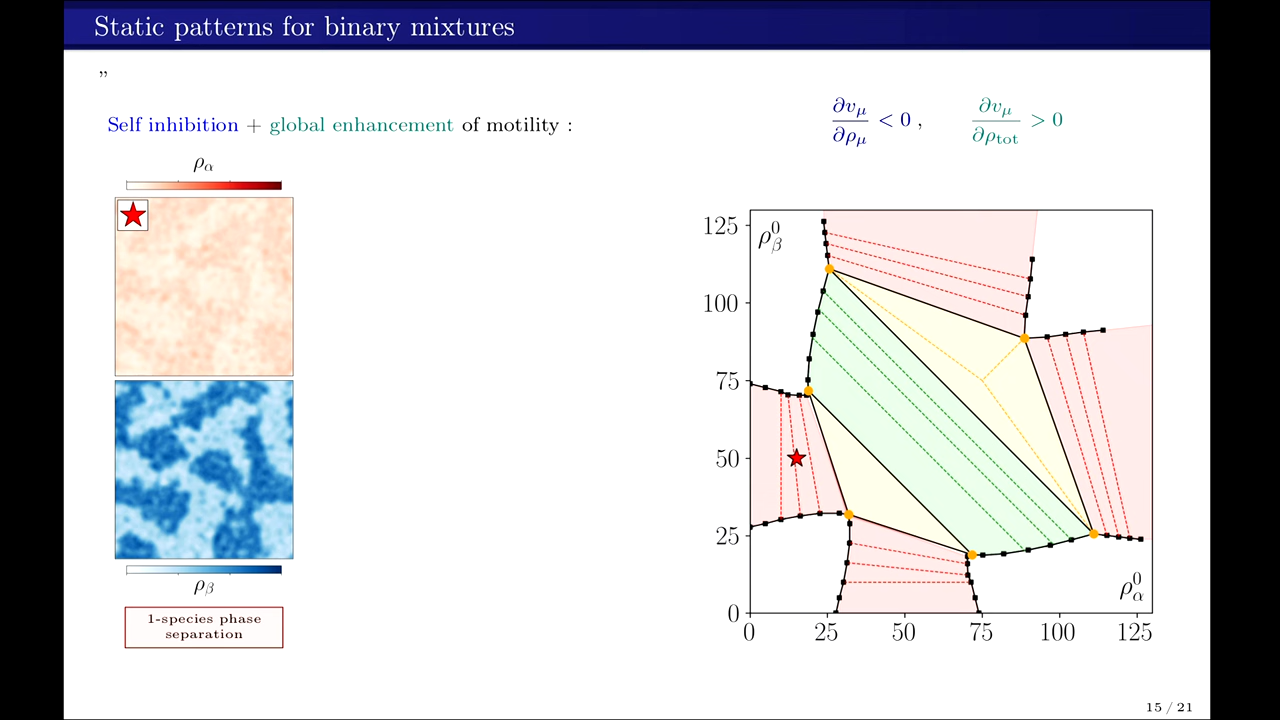 Static patterns for binary mixtures
”
Self inhibition + global enhancement of motility :
∂v_μ/∂ρ_μ < 0 , ∂v_μ/∂ρ_tot > 0
ρ_α
ρ_β
1-species phase
separation
125
100
75
50
25
0
ρ_β^0
ρ_α^0
0 25 50 75 100 125
15 / 21